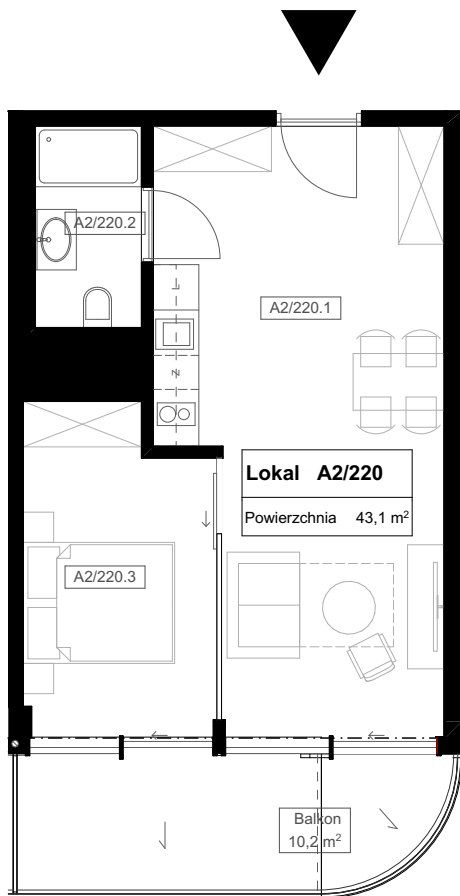 A2/220.2
A2/220.1
L
Z
Lokal A2/220
Powierzchnia 43,1 m²
A2/220.3
Balkon
10,2 m²